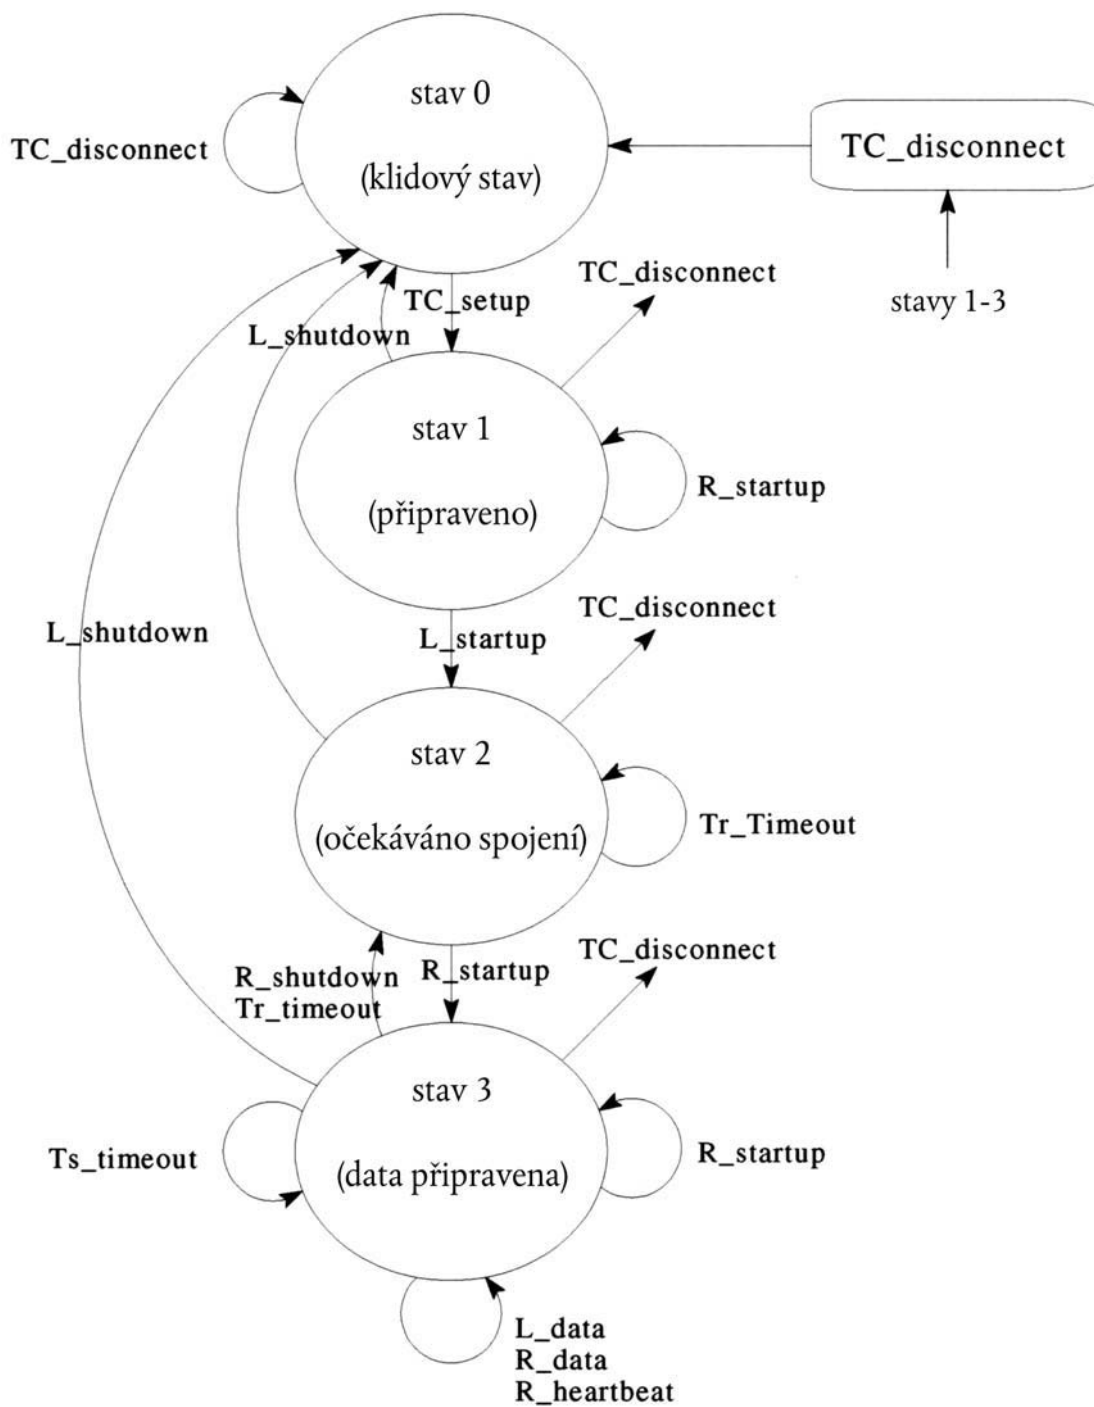 stav 0
TC_disconnect
(klidový stav)
TC_disconnect
TC_disconnect
stavy 1-3
TC_setup
L_shutdown
stav 1
(připraveno)
R_startup
TC_disconnect
L_shutdown
L_startup
stav 2
(očekáváno spojení)
Tr_Timeout
TC_disconnect
R_shutdown
Tr_timeout
R_startup
stav 3
(data připravena)
Ts_timeout
R_startup
L_data
R_data
R_heartbeat